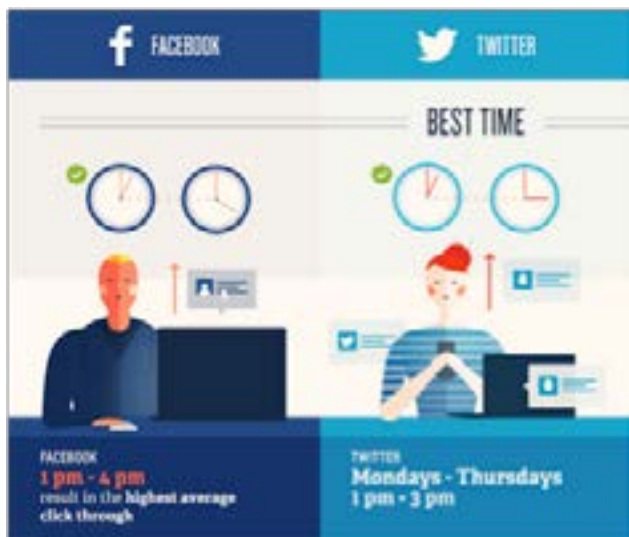 FACEBOOK
TWITTER
BEST TIME
FACEBOOK
1 pm - 4 pm
result in the highest average
click through
TWITTER
Mondays - Thursdays
1 pm - 3 pm